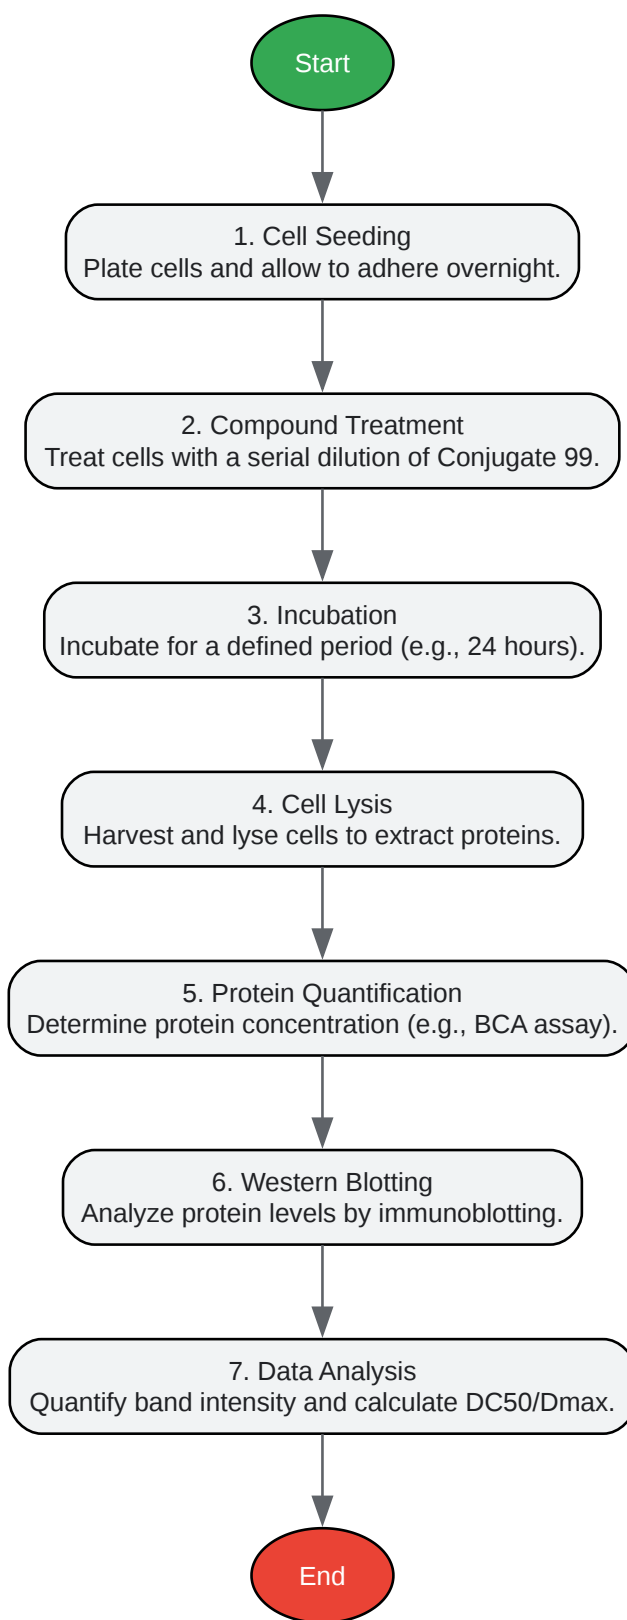 Start
1. Cell Seeding
Plate cells and allow to adhere overnight.
2. Compound Treatment
Treat cells with a serial dilution of Conjugate 99.
3. Incubation
Incubate for a defined period (e.g., 24 hours).
4. Cell Lysis
Harvest and lyse cells to extract proteins.
5. Protein Quantification
Determine protein concentration (e.g., BCA assay).
6. Western Blotting
Analyze protein levels by immunoblotting.
7. Data Analysis
Quantify band intensity and calculate DC50/Dmax.
End